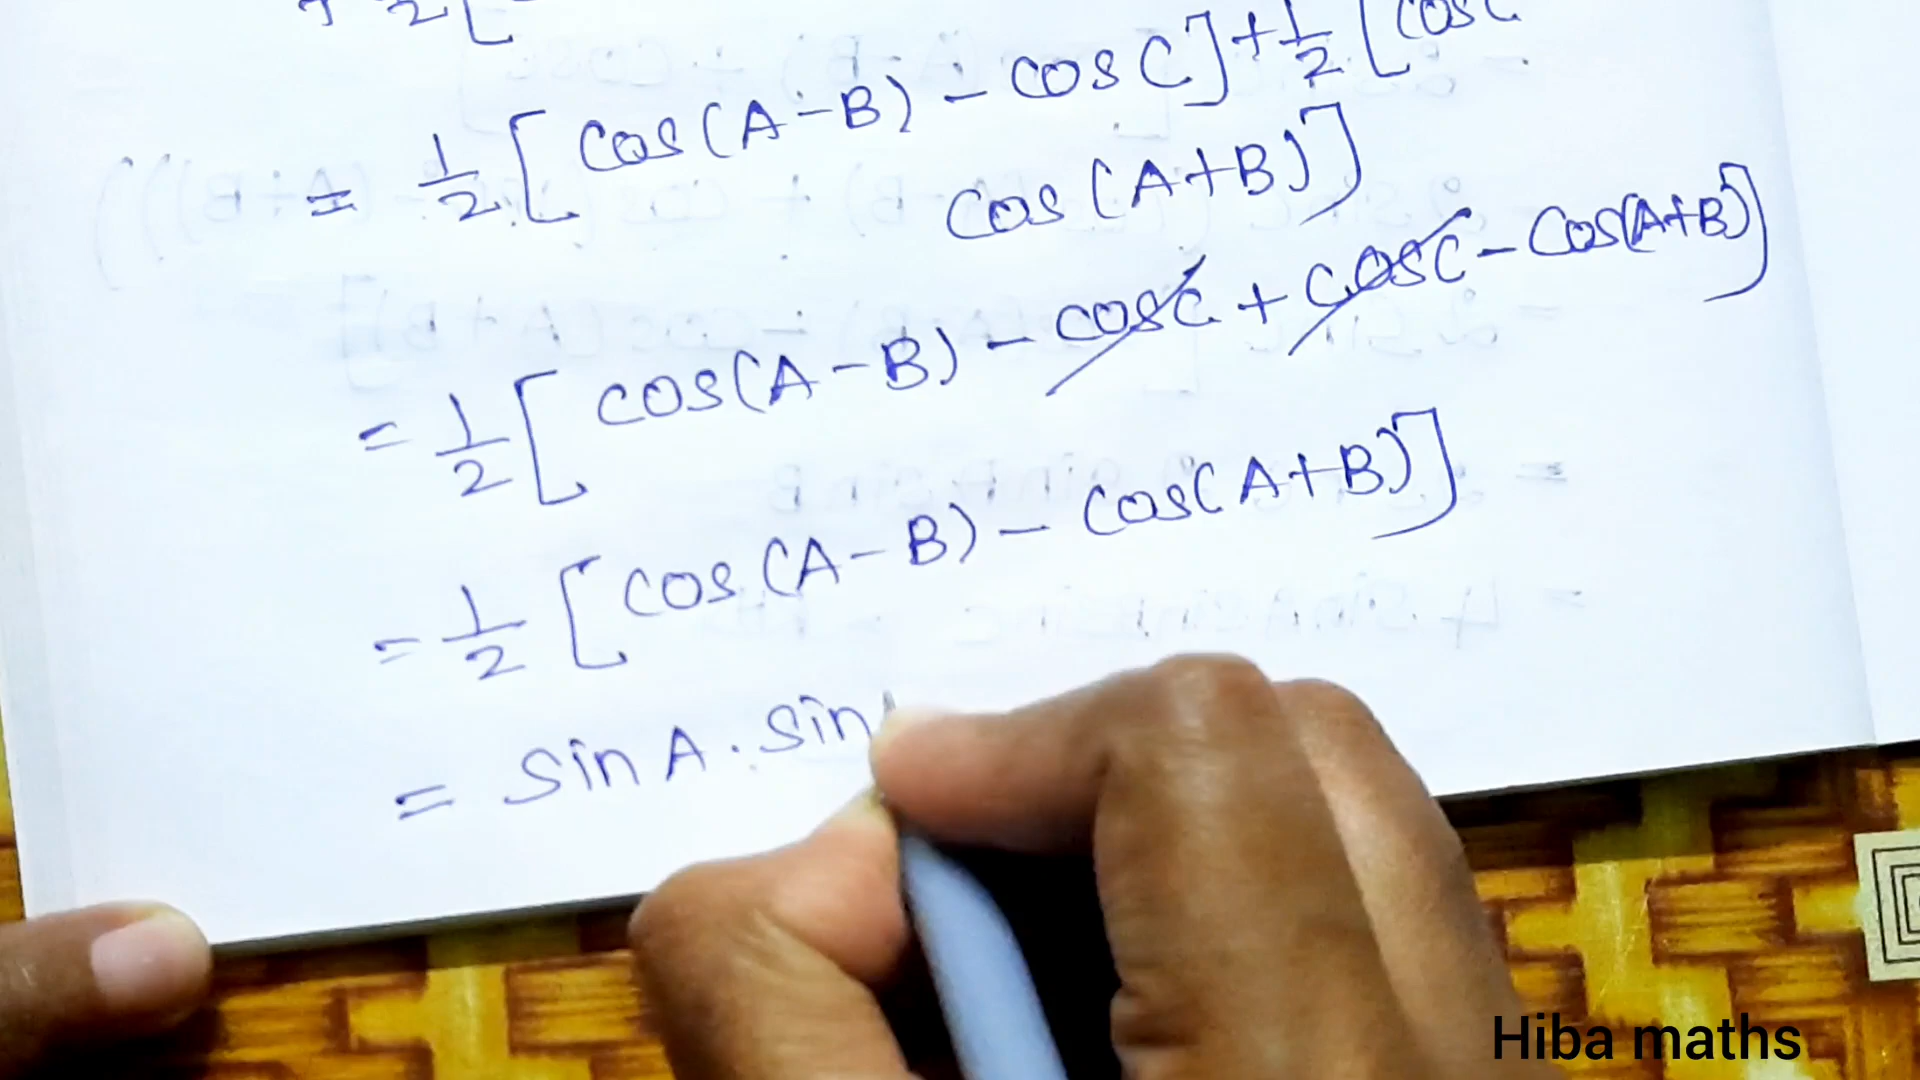 1/2 [
= 1/2 [ cos (A-B) - cos C ] + 1/2 [ cos C
cos (A+B) ]
= 1/2 [ cos (A-B) - cos C + cos C - cos (A+B) ]
= 1/2 [ cos (A-B) - cos (A+B) ]
= sin A . sin
Hiba maths